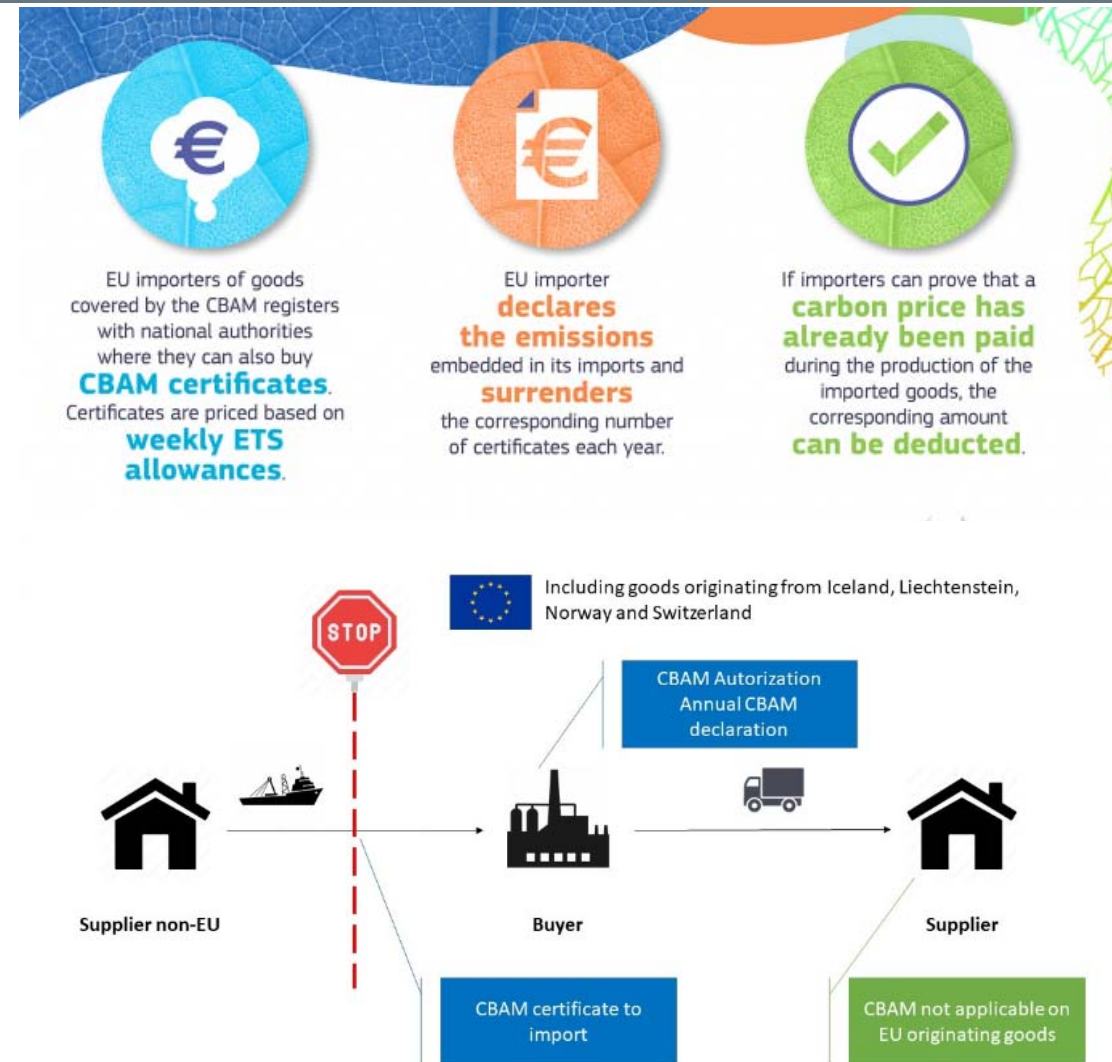 €
EU importers of goods
covered by the CBAM registers
with national authorities
where they can also buy
CBAM certificates.
Certificates are priced based on
weekly ETS
allowances.
€
EU importer
declares
the emissions
embedded in its imports and
surrenders
the corresponding number
of certificates each year.
If importers can prove that a
carbon price has
already been paid
during the production of the
imported goods, the
corresponding amount
can be deducted.
Including goods originating from Iceland, Liechtenstein,
Norway and Switzerland
STOP
CBAM Autorization
Annual CBAM
declaration
Supplier non-EU
Buyer
Supplier
CBAM certificate to
import
CBAM not applicable on
EU originating goods